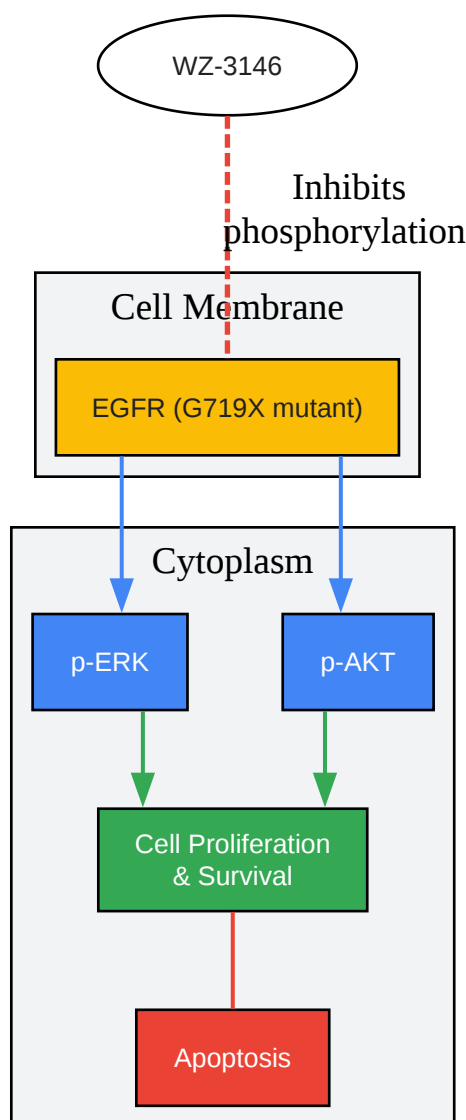 WZ-3146
Inhibits
phosphorylation
Cell Membrane
EGFR (G719X mutant)
Cytoplasm
p-ERK
p-AKT
Cell Proliferation
& Survival
Apoptosis